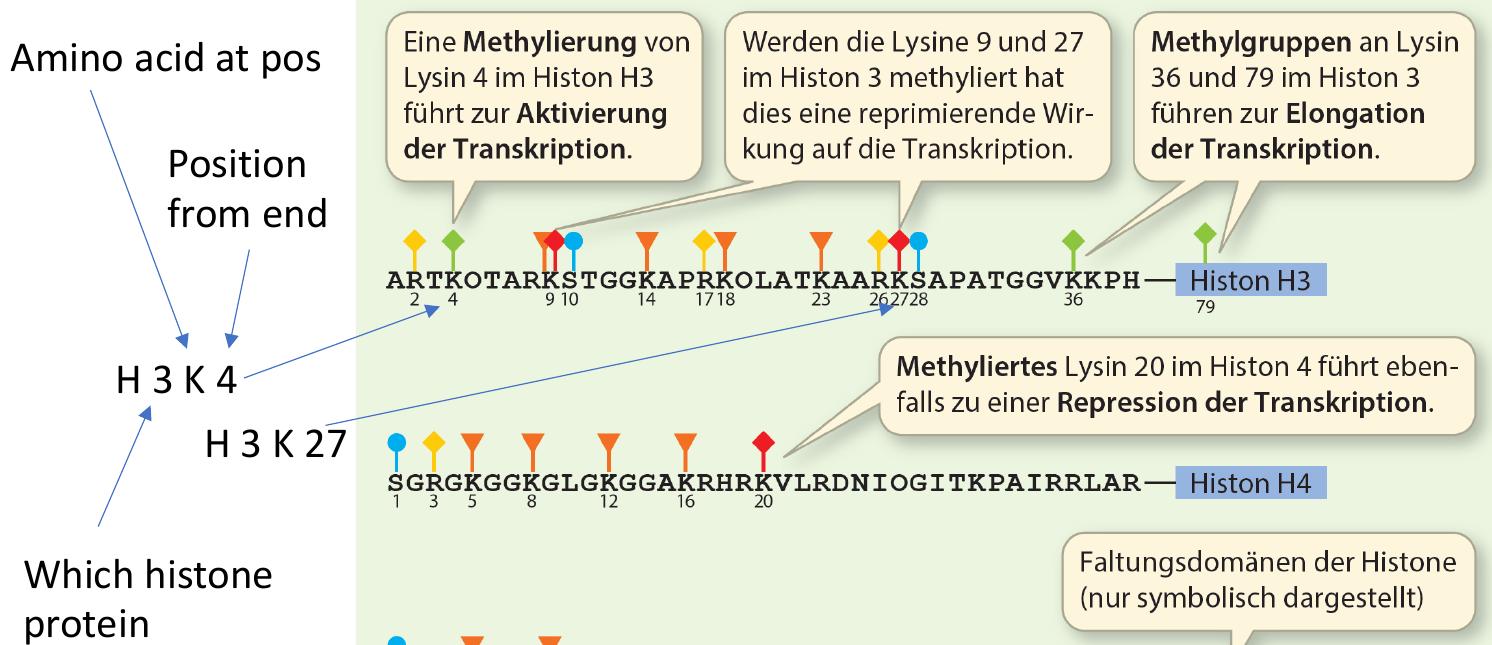 Amino acid at pos
Position
from end
H 3 K 4
H 3 K 27
Which histone
protein
Eine Methylierung von
Lysin 4 im Histon H3
führt zur Aktivierung
der Transkription.
Werden die Lysine 9 und 27
im Histon 3 methyliert hat
dies eine reprimierende Wir-
kung auf die Transkription.
Methylgruppen an Lysin
36 und 79 im Histon 3
führen zur Elongation
der Transkription.
ARTKOTARKSTGGKAPRKOLATKAARKSAPATGGVKKPH
Histon H3
2 4 9 10 14 17 18 23 26 27 28 36 79
Methyliertes Lysin 20 im Histon 4 führt eben-
falls zu einer Repression der Transkription.
SGRGKGGKGLGKGGAKRHRKVLRDNIOGITKPAIRRLAR
Histon H4
1 3 5 8 12 16 20
Faltungsdomänen der Histone
(nur symbolisch dargestellt)